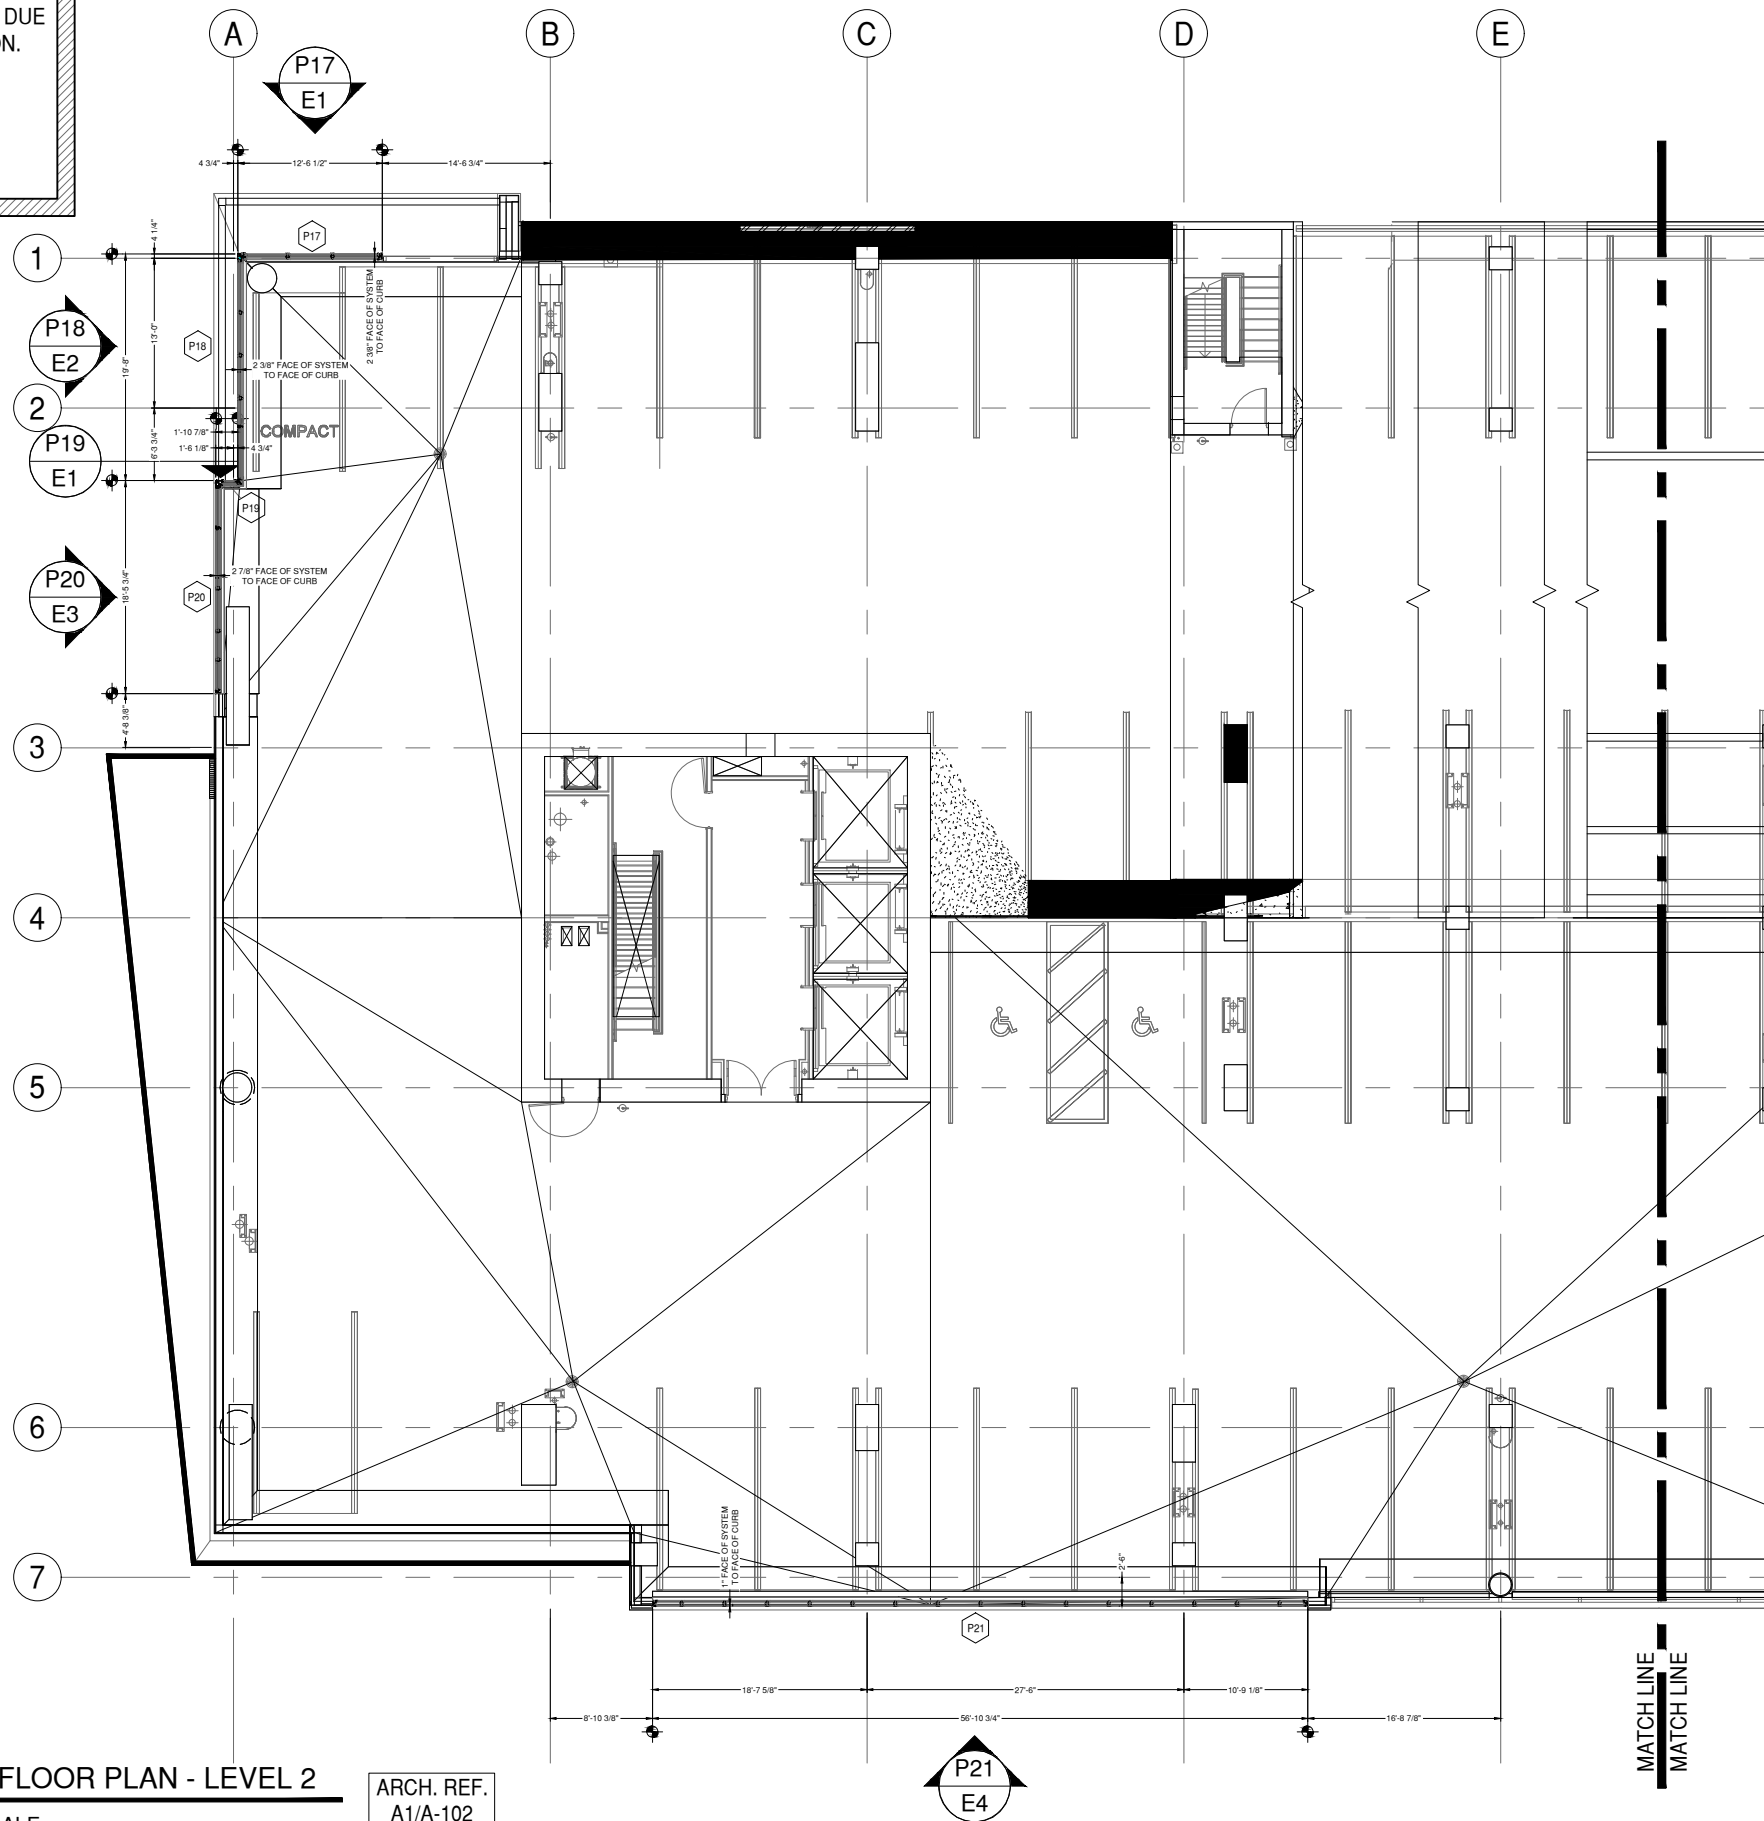 DUE
ON.
A
B
C
D
E
P17
E1
4 3/4"
12'-6 1/2"
14'-6 3/4"
4 1/4"
P17
1
2 3/8" FACE OF SYSTEM
TO FACE OF CURB
13'-0"
19'-8"
P18
E2
P18
2 3/8" FACE OF SYSTEM
TO FACE OF CURB
2
1'-10 7/8"
COMPACT
1'-6 1/8"
4 3/4"
6'-3 3/4"
P19
E1
P19
2 7/8" FACE OF SYSTEM
TO FACE OF CURB
P20
E3
18'-5 3/4"
P20
4'-8 3/8"
3
4
5
6
7
1" FACE OF SYSTEM
TO FACE OF CURB
2'-6"
P21
18'-7 5/8"
27'-6"
10'-9 1/8"
8'-10 3/8"
56'-10 3/4"
16'-8 7/8"
MATCH LINE
MATCH LINE
P21
E4
FLOOR PLAN - LEVEL 2
ARCH. REF.
A1/A-102